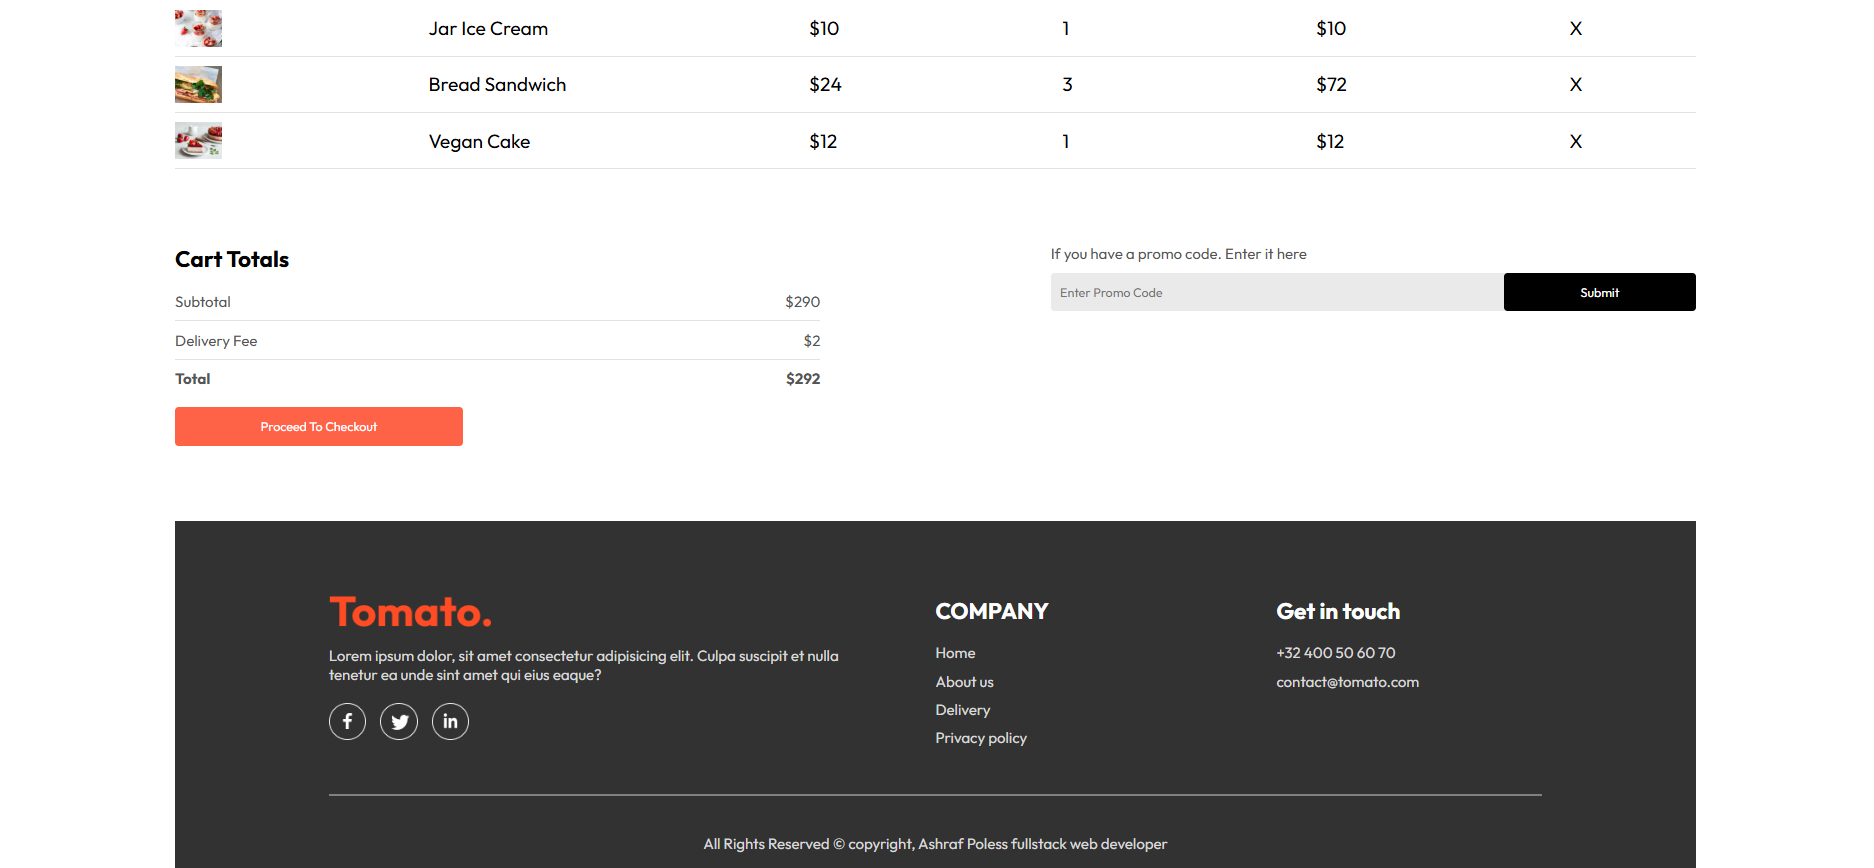 Jar Ice Cream $10 1 $10 X
Bread Sandwich $24 3 $72 X
Vegan Cake $12 1 $12 X
Cart Totals
Subtotal $290
Delivery Fee $2
Total $292
Proceed To Checkout
If you have a promo code. Enter it here
Enter Promo Code Submit
Tomato.
Lorem ipsum dolor, sit amet consectetur adipisicing elit. Culpa suscipit et nulla
tenetur ea unde sint amet qui eius eaque?
f in
COMPANY
Home
About us
Delivery
Privacy policy
Get in touch
+32 400 50 60 70
contact@tomato.com
All Rights Reserved © copyright, Ashraf Poless fullstack web developer